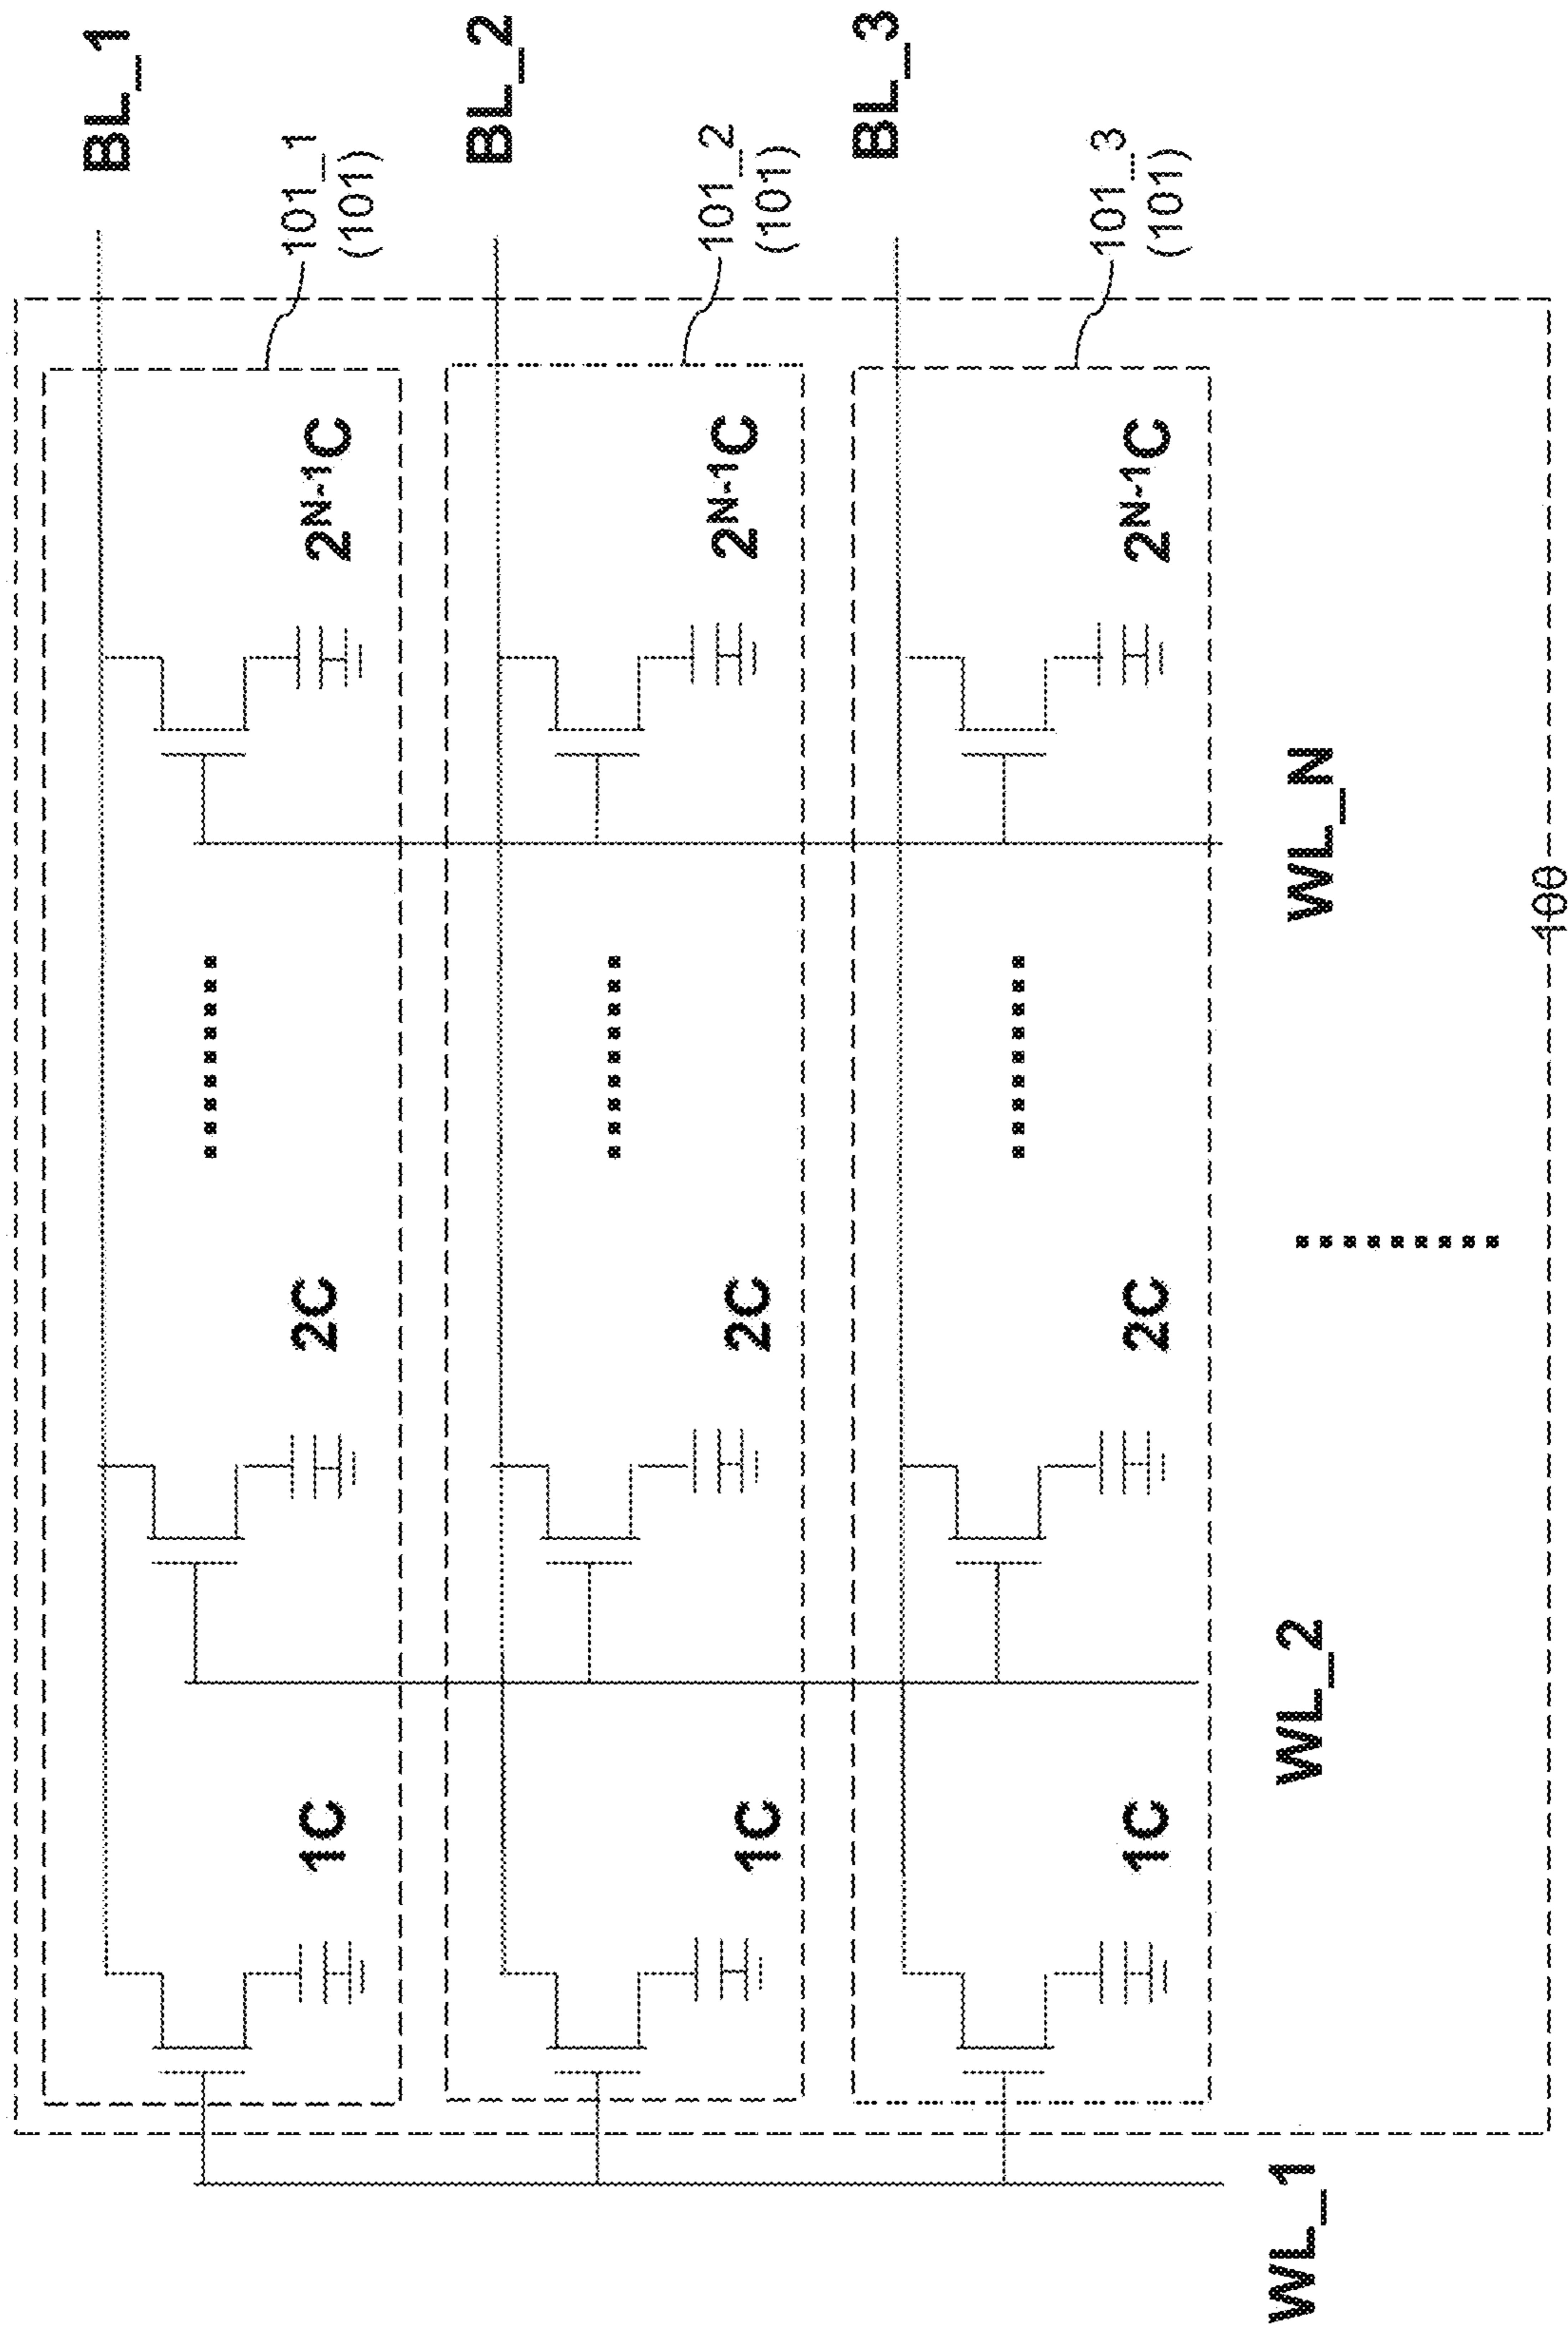 BL_1
101_1
(101)
1C
2C
2ᴺ⁻¹C
BL_2
101_2
(101)
1C
2C
2ᴺ⁻¹C
BL_3
101_3
(101)
1C
2C
2ᴺ⁻¹C
WL_1
WL_2
WL_N
100